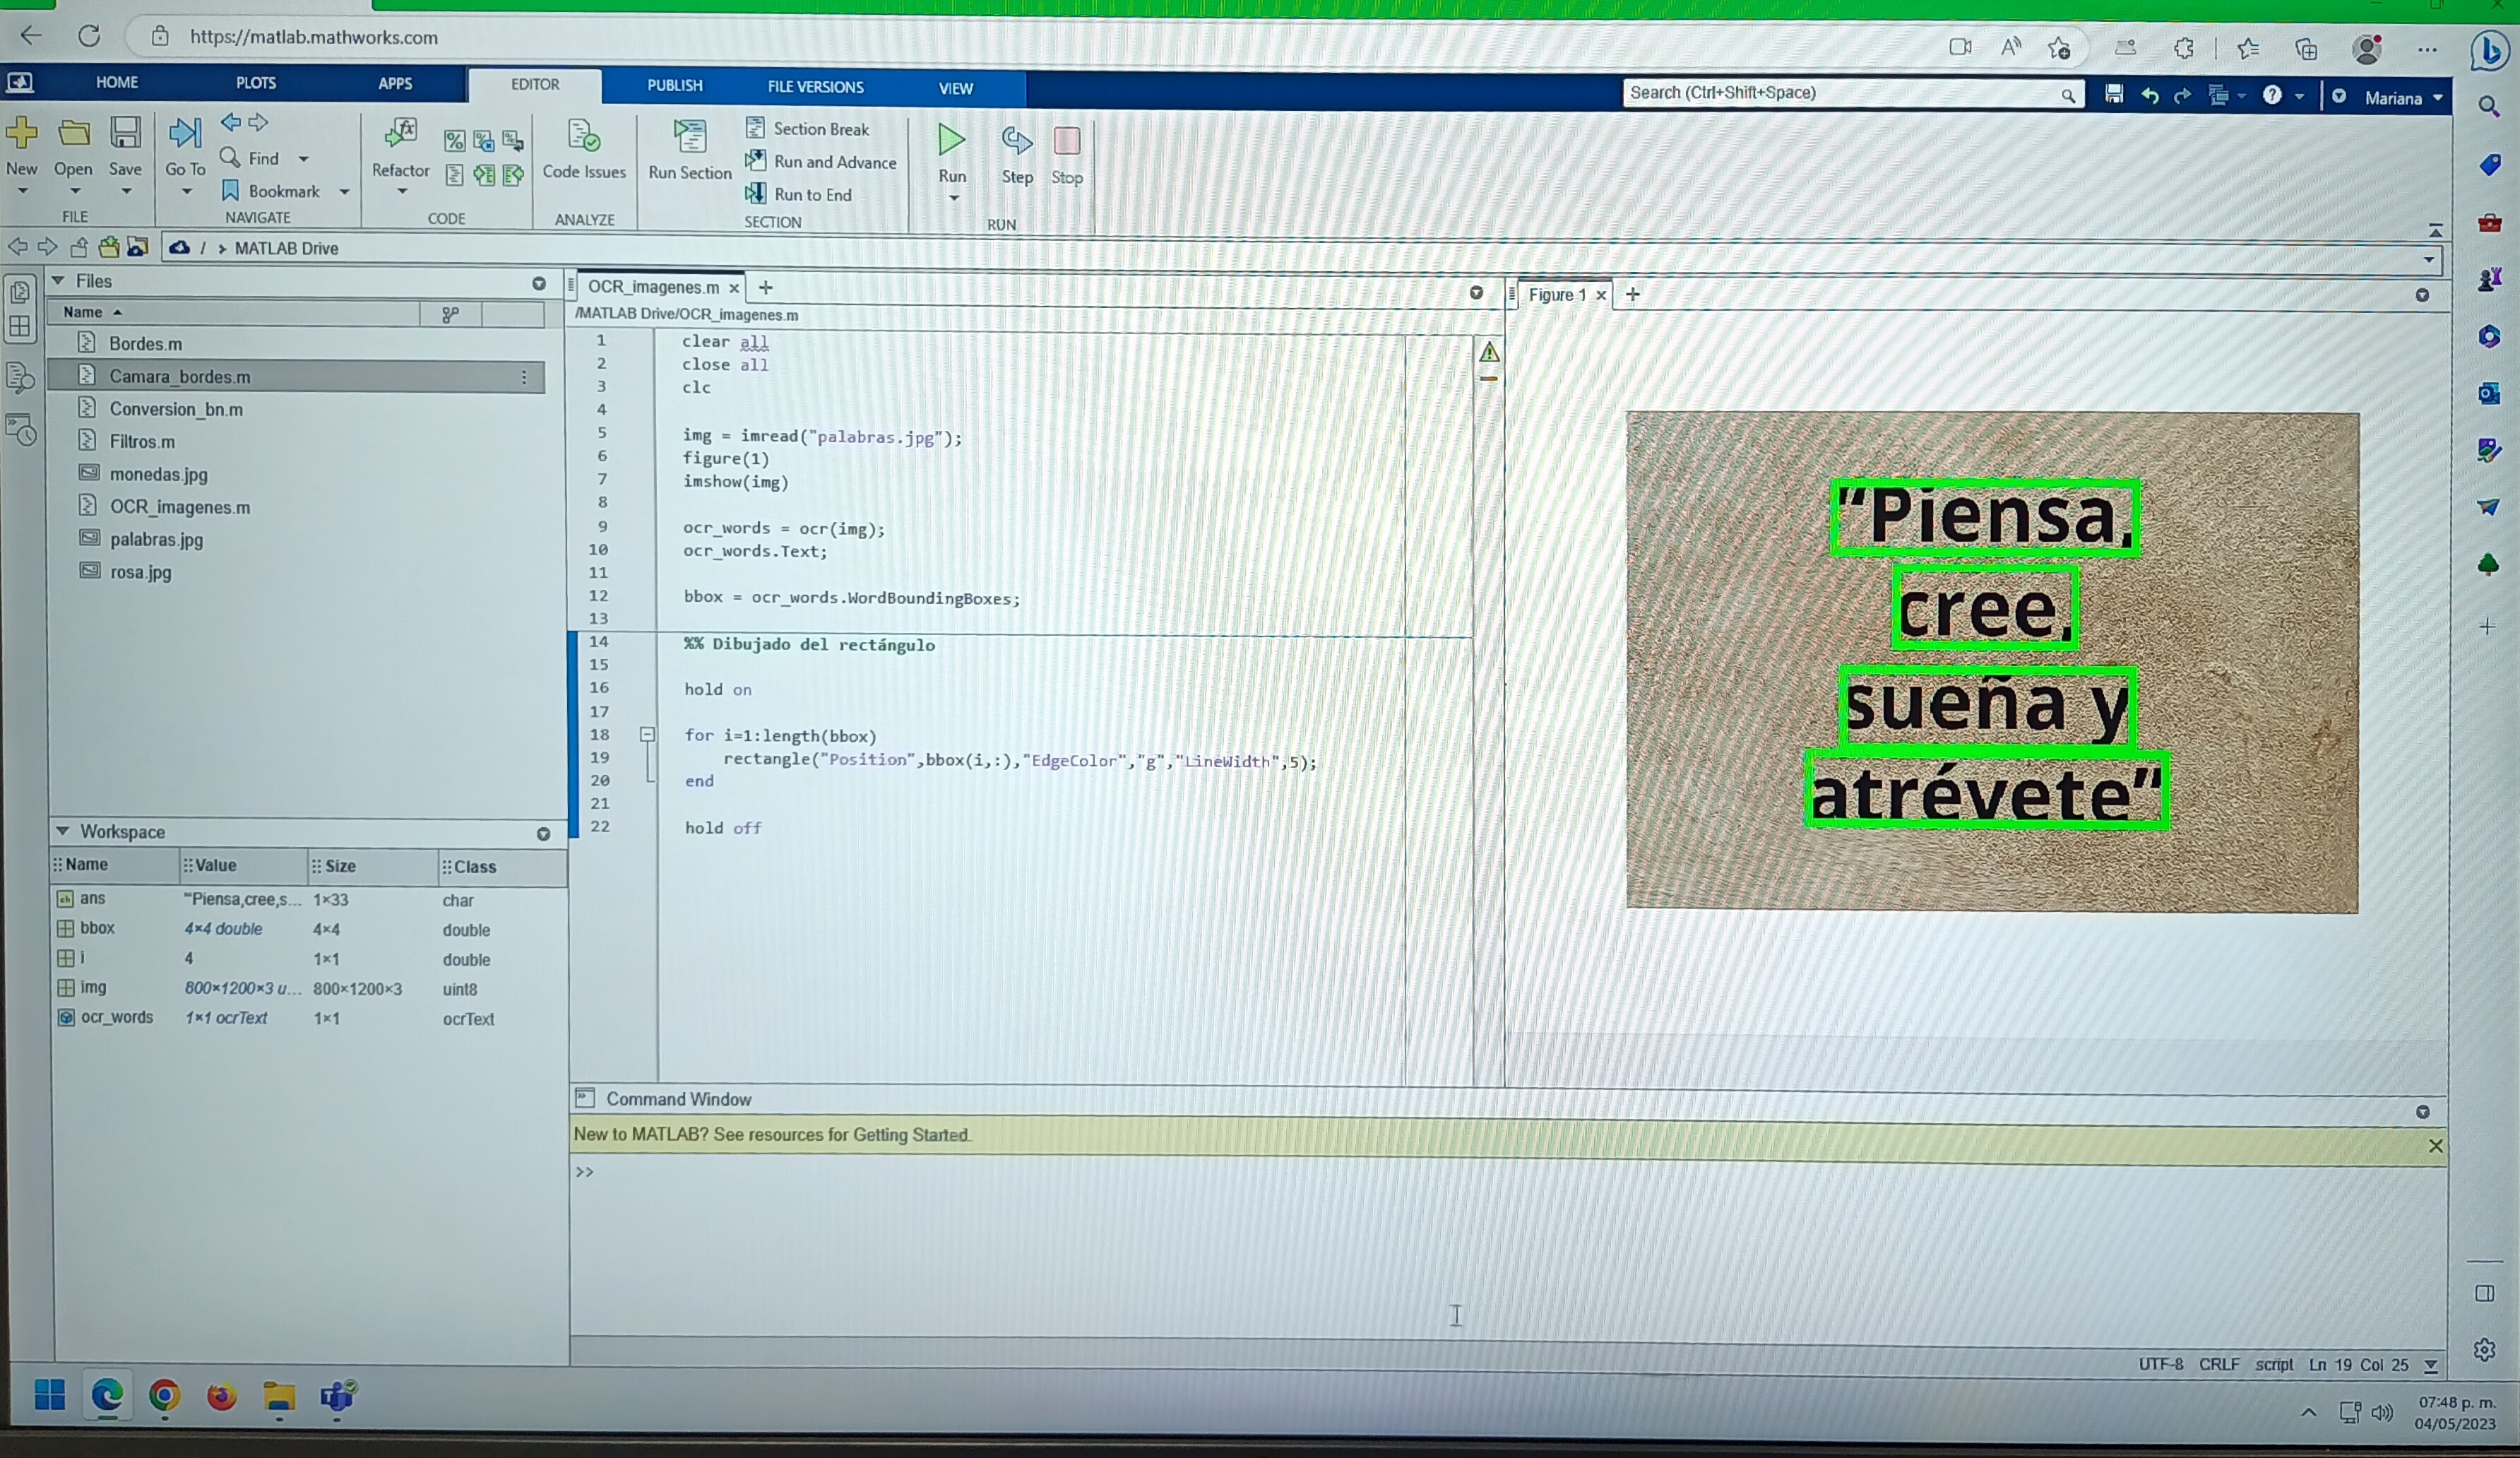 https://matlab.mathworks.com
HOME PLOTS APPS EDITOR PUBLISH FILE VERSIONS VIEW
Search (Ctrl+Shift+Space)
Mariana
New Open Save Go To Find Bookmark Refactor Code Issues Run Section Section Break Run and Advance Run to End Run Step Stop
FILE NAVIGATE CODE ANALYZE SECTION RUN
/ > MATLAB Drive
Files
Name
Bordes.m
Camara_bordes.m
Conversion_bn.m
Filtros.m
monedas.jpg
OCR_imagenes.m
palabras.jpg
rosa.jpg
Workspace
Name Value Size Class
ans "“Piensa,cree,s... 1×33 char
bbox 4×4 double 4×4 double
i 4 1×1 double
img 800×1200×3 u... 800×1200×3 uint8
ocr_words 1×1 ocrText 1×1 ocrText
OCR_imagenes.m × +
/MATLAB Drive/OCR_imagenes.m
1 clear all
2 close all
3 clc
4
5 img = imread("palabras.jpg");
6 figure(1)
7 imshow(img)
8
9 ocr_words = ocr(img);
10 ocr_words.Text;
11
12 bbox = ocr_words.WordBoundingBoxes;
13
14 %% Dibujado del rectángulo
15
16 hold on
17
18 for i=1:length(bbox)
19 rectangle("Position",bbox(i,:),"EdgeColor","g","LineWidth",5);
20 end
21
22 hold off
Figure 1 × +
“Piensa,
cree,
sueña y
atrévete”
Command Window
New to MATLAB? See resources for Getting Started.
>>
UTF-8 CRLF script Ln 19 Col 25
07:48 p. m.
04/05/2023